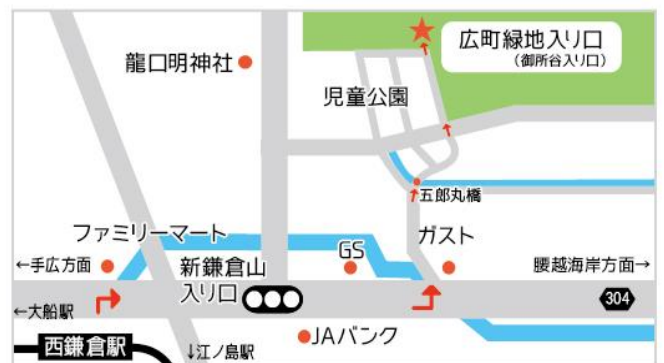 広町緑地入り口
(御所谷入り口)
龍口明神社
児童公園
五郎丸橋
ファミリーマート
ガスト
←手広方面
新鎌倉山
入り口
GS
腰越海岸方面→
304
←大船駅
JAバンク
西鎌倉駅
↓江ノ島駅